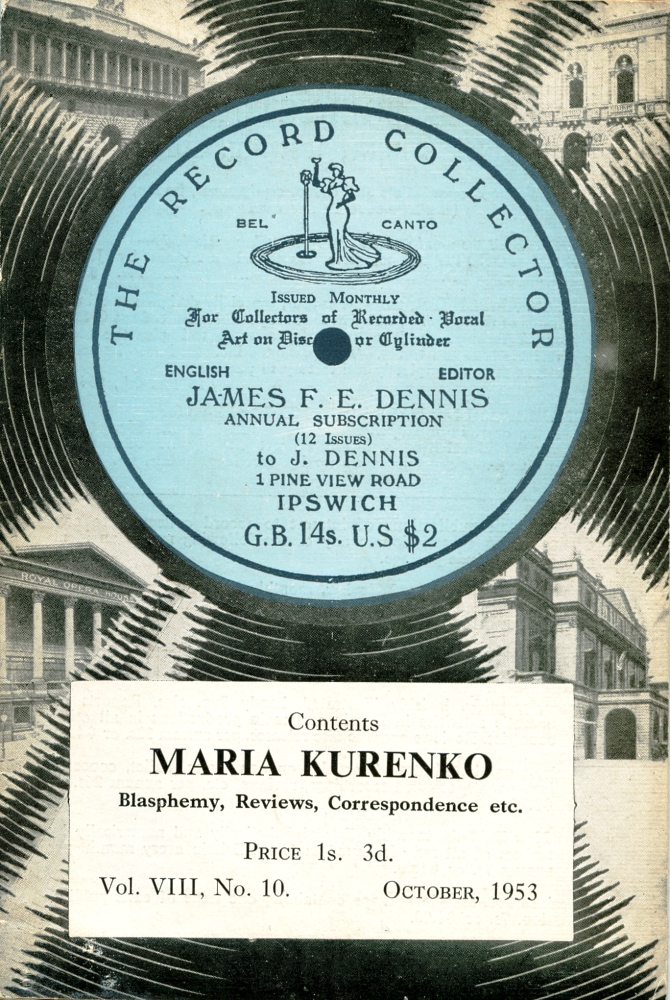 THE RECORD COLLECTOR
BEL CANTO
ISSUED MONTHLY
For Collectors of Recorded · Vocal
Art on Disc or Cylinder
ENGLISH EDITOR
JAMES F. E. DENNIS
ANNUAL SUBSCRIPTION
(12 ISSUES)
to J. DENNIS
1 PINE VIEW ROAD
IPSWICH
G.B. 14s. U.S $2
ROYAL OPERA HOUSE
Contents
MARIA KURENKO
Blasphemy, Reviews, Correspondence etc.
PRICE 1s. 3d.
Vol. VIII, No. 10. OCTOBER, 1953